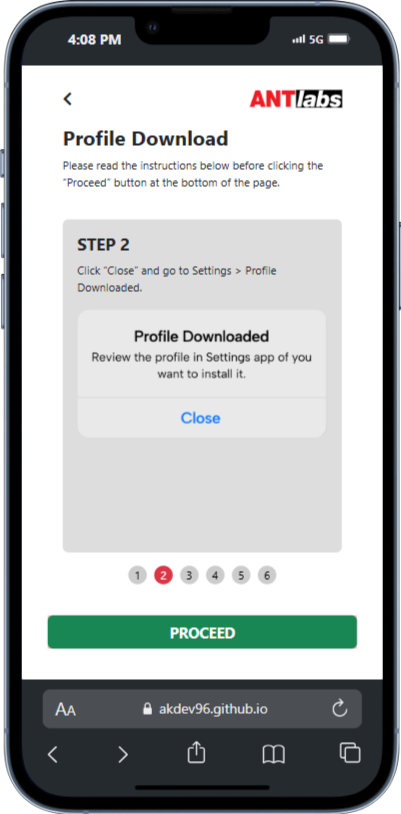 4:08 PM
5G
ANTlabs
Profile Download
Please read the instructions below before clicking the
"Proceed" button at the bottom of the page.
STEP 2
Click "Close" and go to Settings > Profile
Downloaded.
Profile Downloaded
Review the profile in Settings app of you
want to install it.
Close
1 2 3 4 5 6
PROCEED
AA akdev96.github.io